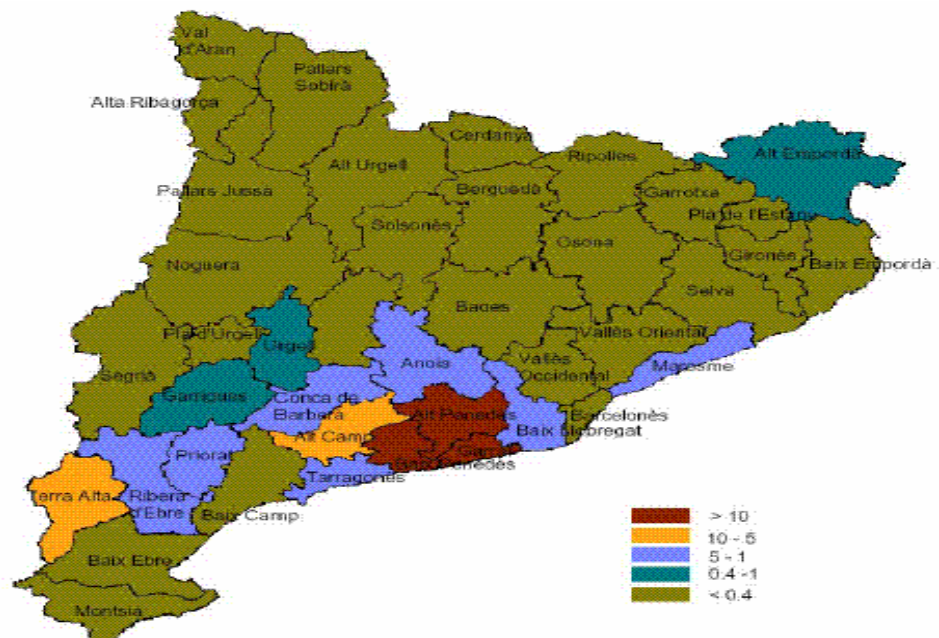 Val
d'Aran
Pallars
Sobirà
Alta Ribagorça
Cerdanya
Ripolles
Alt Empordà
Alt Urgell
Pallars Jussà
Berguedà
Garrotxa
Solsonès
Pla de l'Estany
Osona
Gironès
Noguera
Baix Empordà
Selva
Bages
Pla d'Urgell
Urgell
Vallès Oriental
Anoia
Vallès
Occidental
Maresme
Segrià
Garrigues
Conca de
Barberà
Alt Penedès
Barcelonès
Alt Camp
Baix Llobregat
Priorat
Baix Penedès
Tarragonès
Terra Alta
Ribera
d'Ebre
Baix Camp
Baix Ebre
Montsià
> 10
10 - .5
5 - 1
0.4 -1
< 0.4